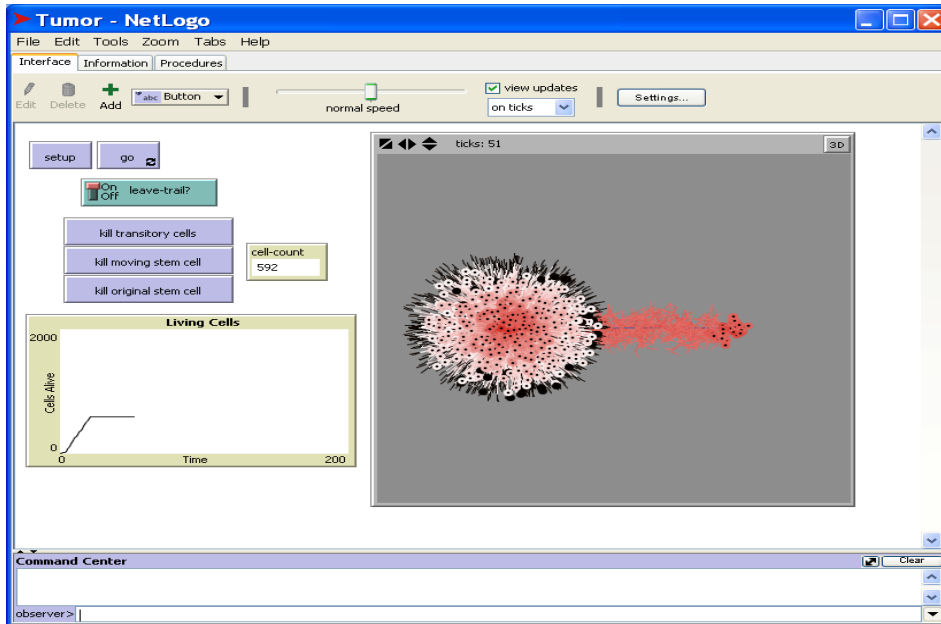 Tumor - NetLogo
File Edit Tools Zoom Tabs Help
Interface Information Procedures
Edit Delete Add abc Button normal speed view updates on ticks Settings...
setup go
ticks: 51 3D
On Off leave-trail?
kill transitory cells
kill moving stem cell
kill original stem cell
cell-count
592
Living Cells
2000
Cells Alive
0
0 Time 200
Command Center Clear
observer>